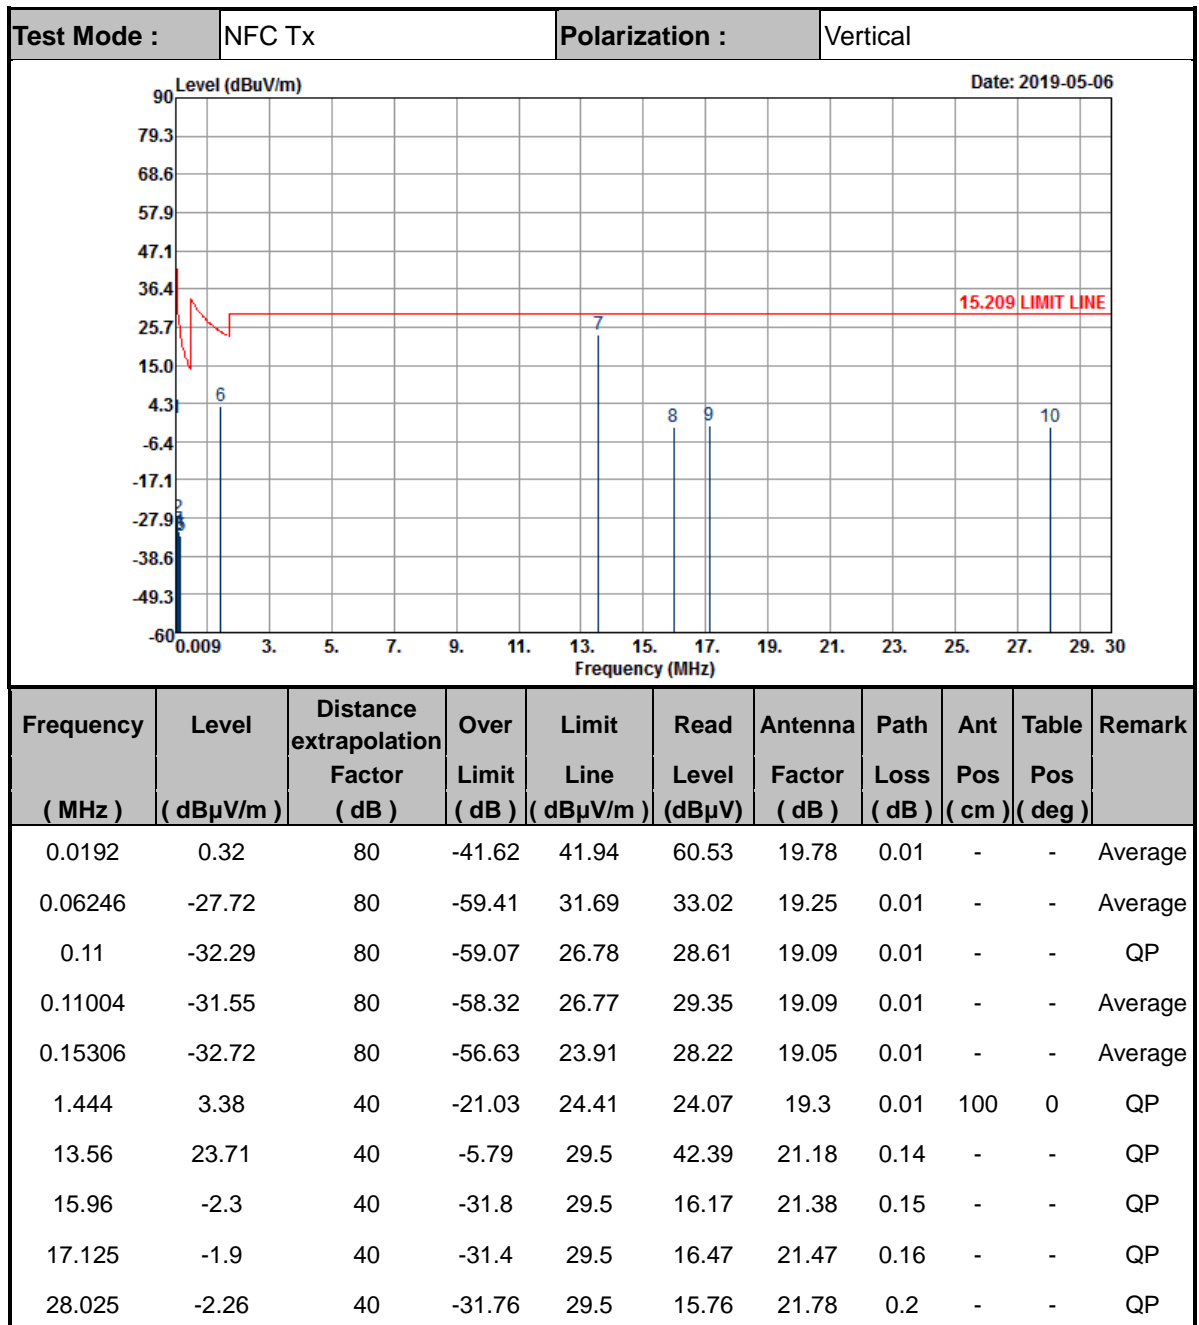 Test Mode : NFC Tx Polarization : Vertical
Level (dBuV/m) Date: 2019-05-06
90
79.3
68.6
57.9
47.1
36.4
15.209 LIMIT LINE
25.7
7
15.0
6
4.3
8 9 10
-6.4
-17.1
2
-27.9
-38.6
-49.3
-60
0.009 3. 5. 7. 9. 11. 13. 15. 17. 19. 21. 23. 25. 27. 29. 30
Frequency (MHz)
Frequency Level Distance extrapolation Over Limit Read Antenna Path Ant Table Remark
Factor Limit Line Level Factor Loss Pos Pos
( MHz ) ( dBµV/m ) ( dB ) ( dB ) ( dBµV/m ) (dBµV) ( dB ) ( dB ) ( cm ) ( deg )
0.0192 0.32 80 -41.62 41.94 60.53 19.78 0.01 - - Average
0.06246 -27.72 80 -59.41 31.69 33.02 19.25 0.01 - - Average
0.11 -32.29 80 -59.07 26.78 28.61 19.09 0.01 - - QP
0.11004 -31.55 80 -58.32 26.77 29.35 19.09 0.01 - - Average
0.15306 -32.72 80 -56.63 23.91 28.22 19.05 0.01 - - Average
1.444 3.38 40 -21.03 24.41 24.07 19.3 0.01 100 0 QP
13.56 23.71 40 -5.79 29.5 42.39 21.18 0.14 - - QP
15.96 -2.3 40 -31.8 29.5 16.17 21.38 0.15 - - QP
17.125 -1.9 40 -31.4 29.5 16.47 21.47 0.16 - - QP
28.025 -2.26 40 -31.76 29.5 15.76 21.78 0.2 - - QP